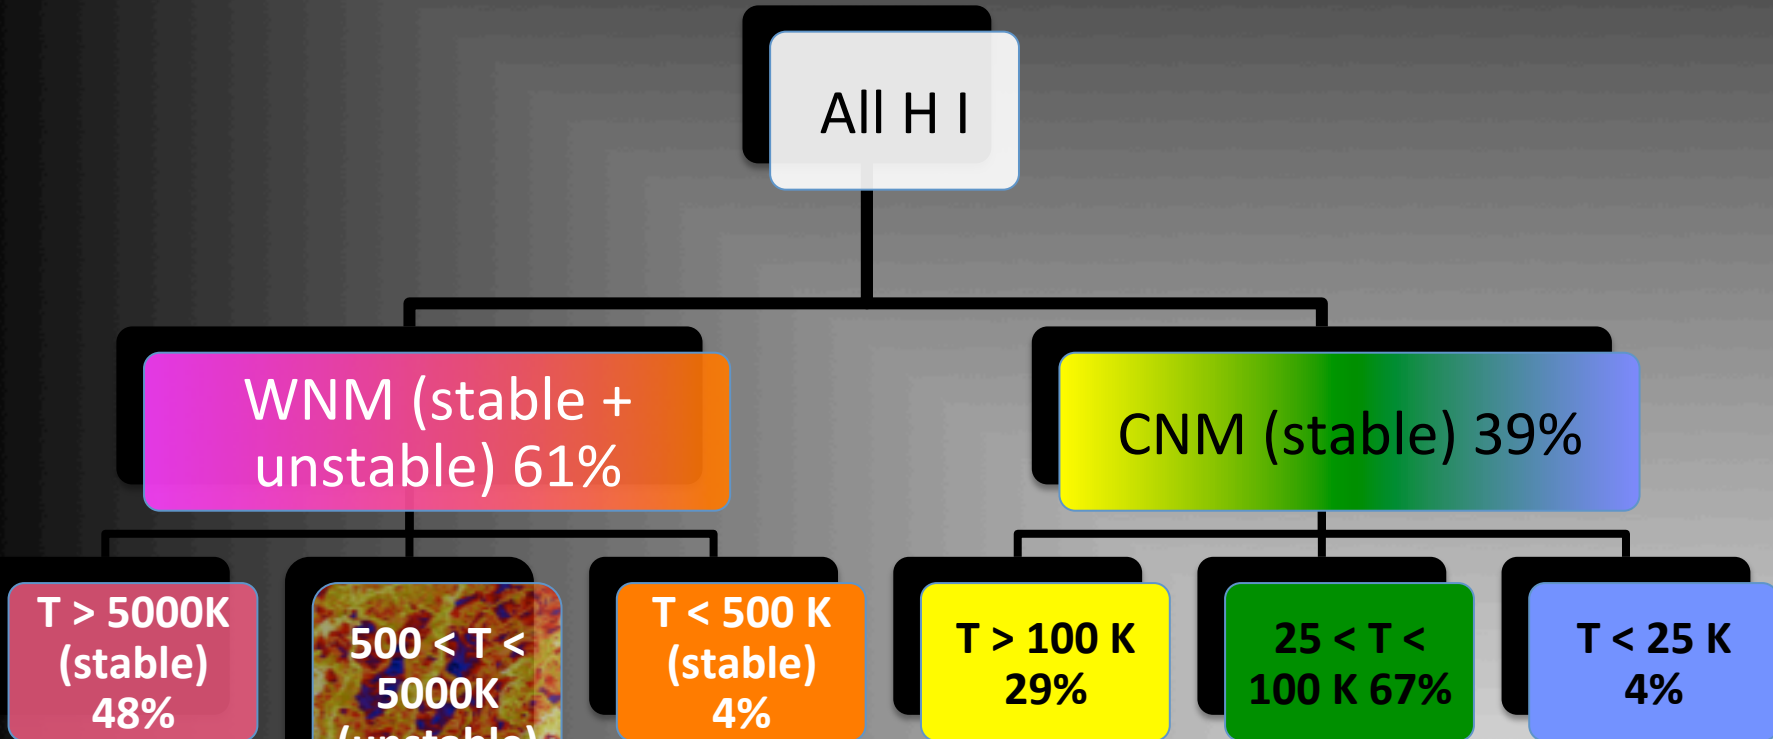 All H I
WNM (stable +
unstable) 61%
CNM (stable) 39%
T > 5000K
(stable)
48%
500 < T <
5000K
(unstable)
T < 500 K
(stable)
4%
T > 100 K
29%
25 < T <
100 K 67%
T < 25 K
4%